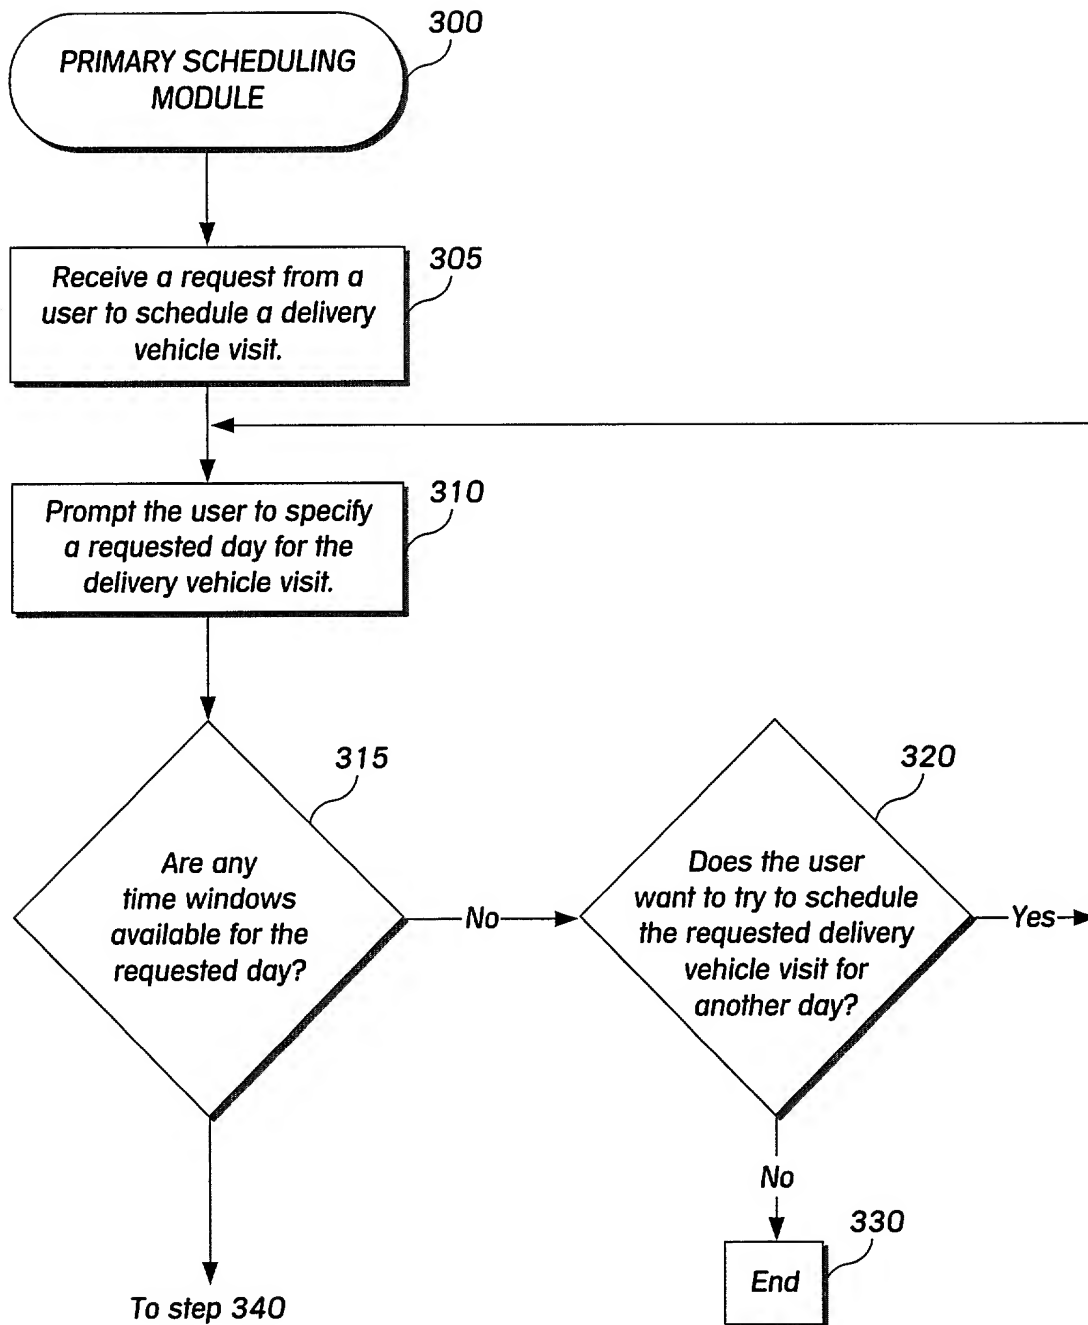 300
PRIMARY SCHEDULING
MODULE
305
Receive a request from a
user to schedule a delivery
vehicle visit.
310
Prompt the user to specify
a requested day for the
delivery vehicle visit.
315
Are any
time windows
available for the
requested day?
No
320
Does the user
want to try to schedule
the requested delivery
vehicle visit for
another day?
Yes
No
330
End
To step 340